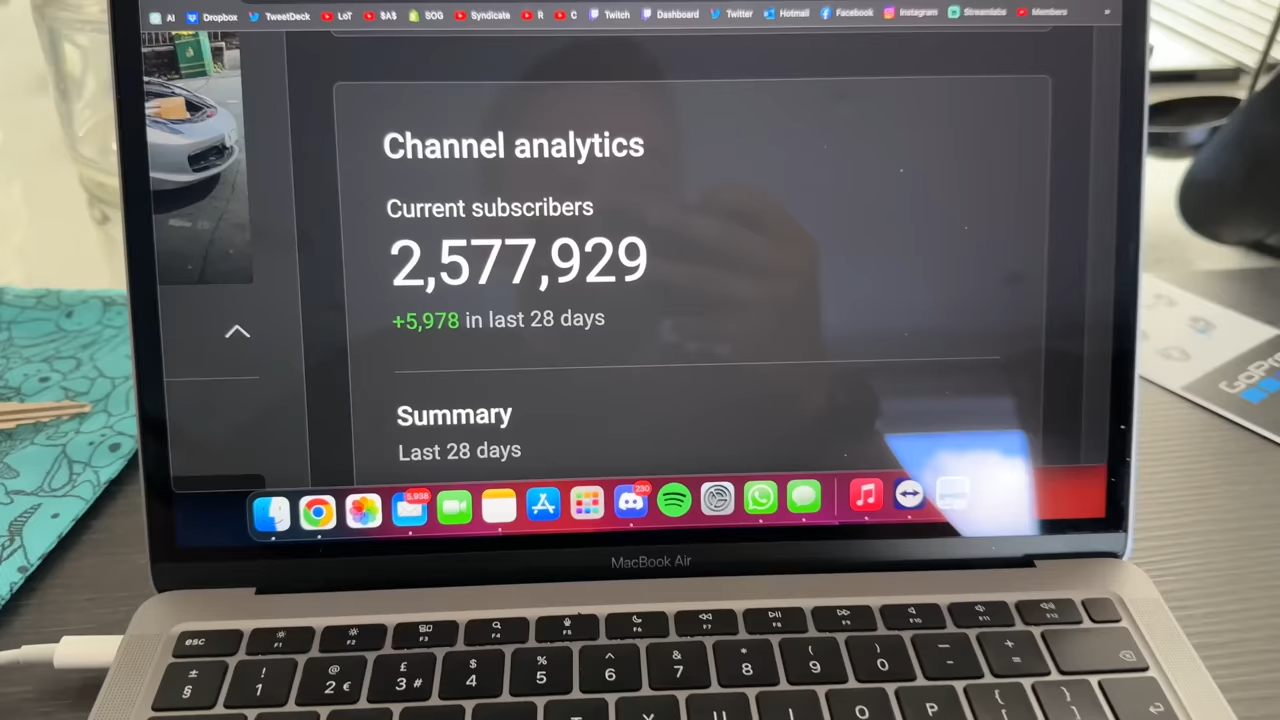 AI Dropbox TweetDeck LoT $A$ SOG Syndicate R C Twitch Dashboard Twitter Hotmail Facebook Instagram Streamlabs Members »
Channel analytics
Current subscribers
2,577,929
+5,978 in last 28 days
Summary
Last 28 days
GoPro
5,938
230
MacBook Air
esc F1 F2 F3 F4 F5 F6 F7 F8 F9 F10 F11 F12
± ! @ £ $ % ^ & * ( ) — +
§ 1 2 € 3 # 4 5 6 7 8 9 0 - =
U I O P { }
[ ]